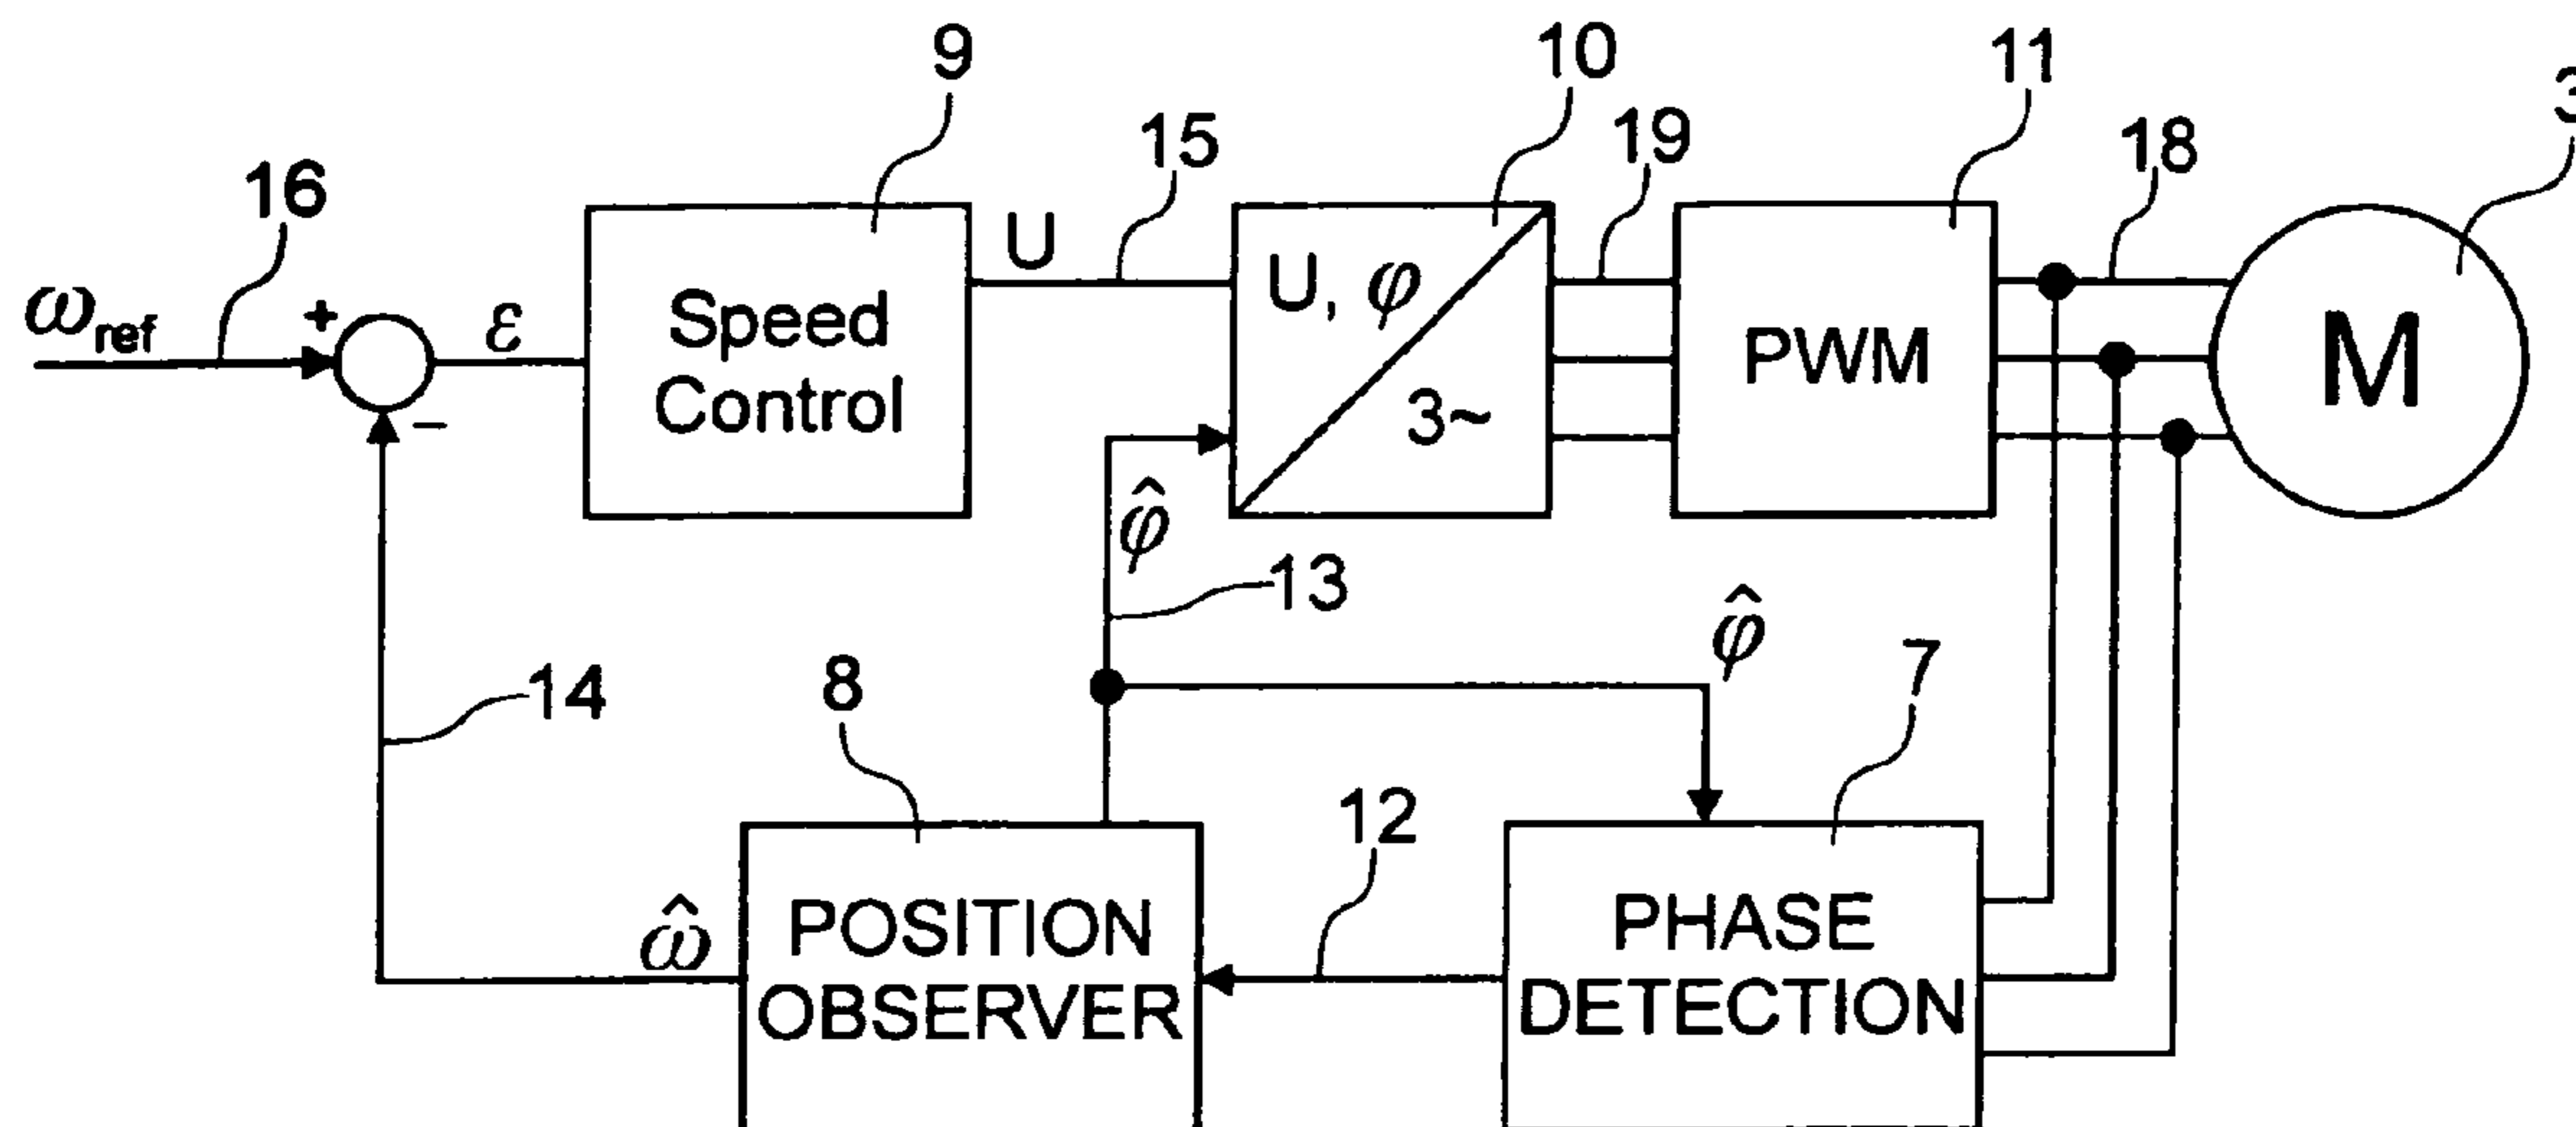 9
10
11
3
16
15
19
18
ω_ref
+
−
ε
Speed
Control
U
U, φ
3~
PWM
M
φ̂
13
φ̂
14
8
12
7
ω̂
POSITION
OBSERVER
PHASE
DETECTION